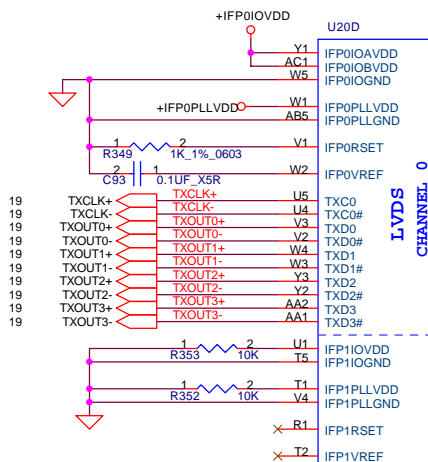 +IFP0IOVDD
U20D
Y1 IFP0IOAVDD
AC1 IFP0IOBVDD
W5 IFP0IOGND
+IFP0PLLVDD W1 IFP0PLLVDD
AB5 IFP0PLLGND
1 2 V1 IFP0RSET
R349 1K_1%_0603
2 1 W2 IFP0VREF
C93 0.1UF_X5R
19 TXCLK+ TXCLK+ U5 TXC0
19 TXCLK- TXCLK- U4 TXC0#
19 TXOUT0+ TXOUT0+ V3 TXD0
19 TXOUT0- TXOUT0- V2 TXD0#
19 TXOUT1+ TXOUT1+ W4 TXD1
19 TXOUT1- TXOUT1- W3 TXD1#
19 TXOUT2+ TXOUT2+ Y3 TXD2
19 TXOUT2- TXOUT2- Y2 TXD2#
19 TXOUT3+ TXOUT3+ AA2 TXD3
19 TXOUT3- TXOUT3- AA1 TXD3#
LVDS
CHANNEL 0
1 2 U1 IFP1IOVDD
R353 10K T5 IFP1IOGND
1 2 T1 IFP1PLLVDD
R352 10K V4 IFP1PLLGND
R1 IFP1RSET
T2 IFP1VREF